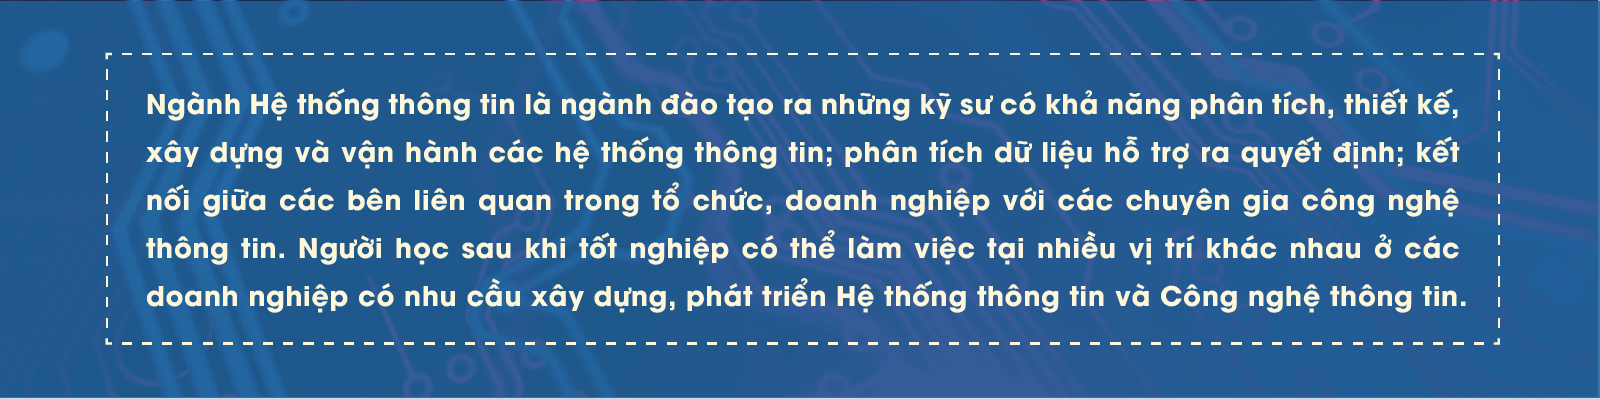 Ngành Hệ thống thông tin là ngành đào tạo ra những kỹ sư có khả năng phân tích, thiết kế,
xây dựng và vận hành các hệ thống thông tin; phân tích dữ liệu hỗ trợ ra quyết định; kết
nối giữa các bên liên quan trong tổ chức, doanh nghiệp với các chuyên gia công nghệ
thông tin. Người học sau khi tốt nghiệp có thể làm việc tại nhiều vị trí khác nhau ở các
doanh nghiệp có nhu cầu xây dựng, phát triển Hệ thống thông tin và Công nghệ thông tin.